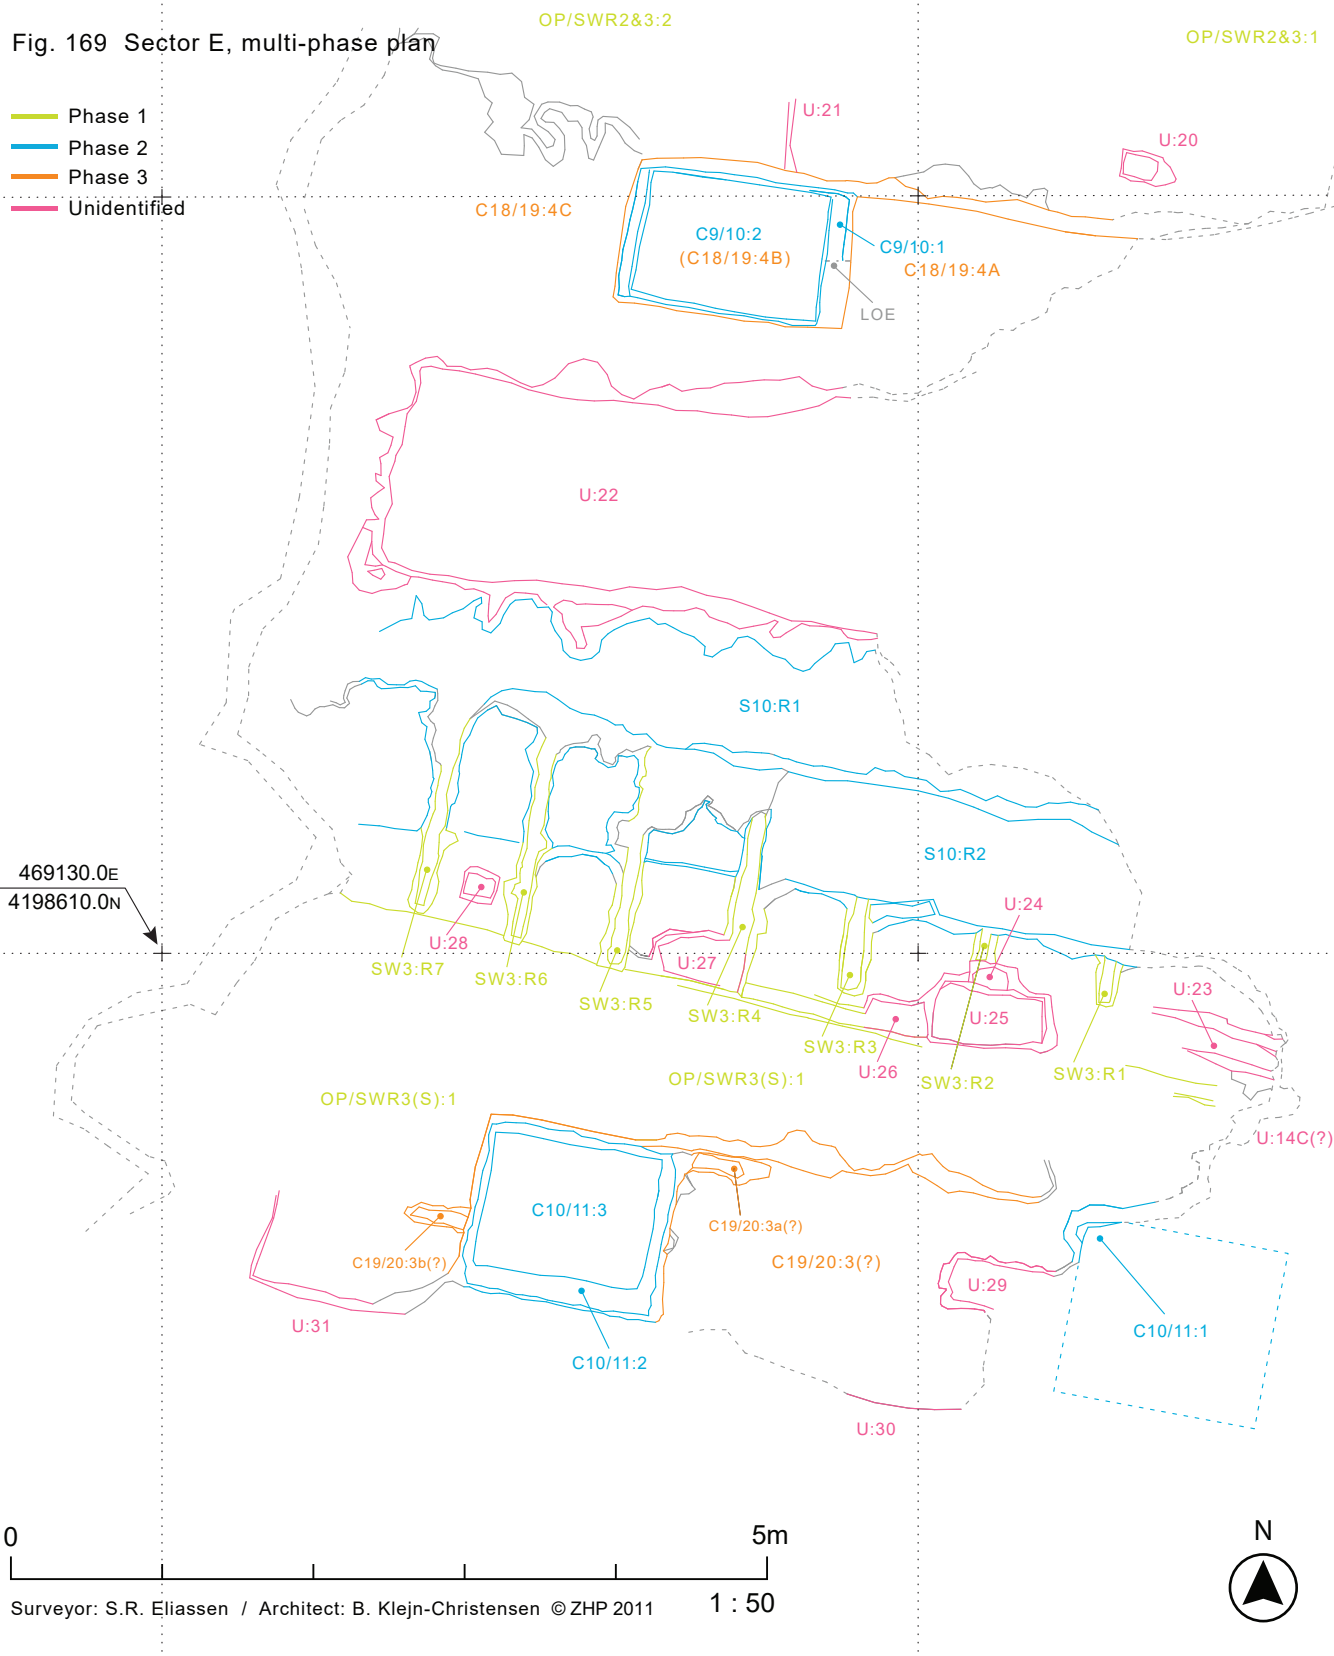 OP/SWR2&3:2
OP/SWR2&3:1
Fig. 169 Sector E, multi-phase plan
Phase 1
Phase 2
Phase 3
Unidentified
U:21
U:20
C18/19:4C
C9/10:2
(C18/19:4B)
C9/10:1
C18/19:4A
LOE
U:22
S10:R1
S10:R2
469130.0E
4198610.0N
U:28
U:24
U:27
SW3:R7
SW3:R6
SW3:R5
SW3:R4
U:23
U:25
SW3:R3
U:26
SW3:R2
SW3:R1
OP/SWR3(S):1
OP/SWR3(S):1
U:14C(?)
C10/11:3
C19/20:3a(?)
C19/20:3b(?)
C19/20:3(?)
U:29
U:31
C10/11:1
C10/11:2
U:30
0
5m
N
Surveyor: S.R. Eliassen / Architect: B. Klejn-Christensen © ZHP 2011
1 : 50